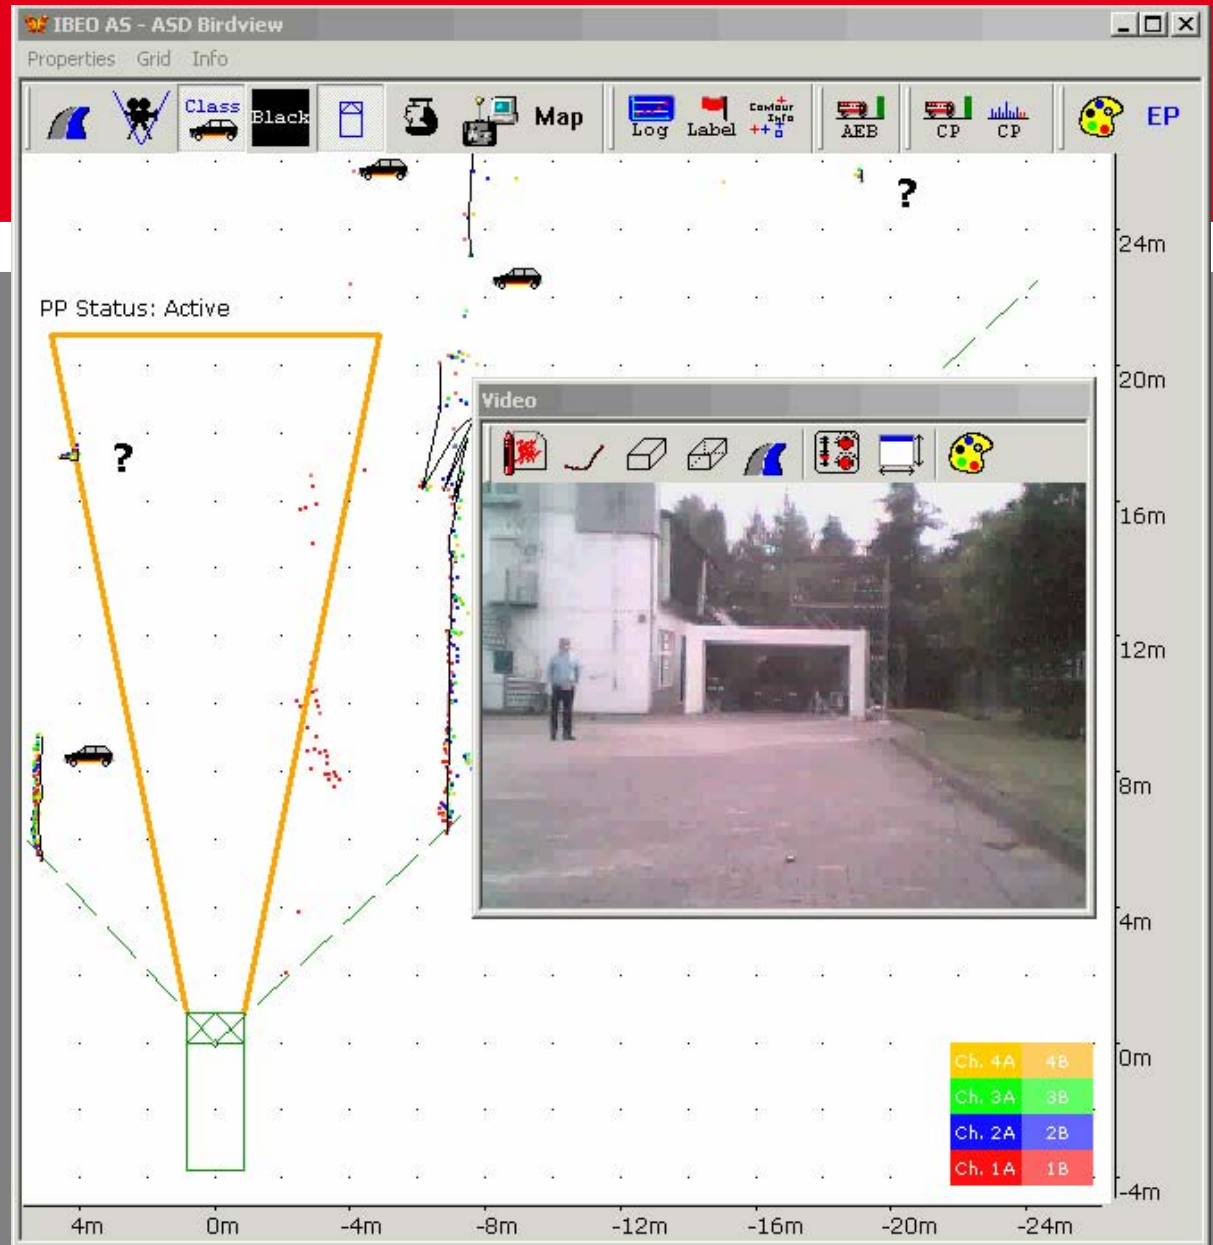 IBEO AS - ASD Birdview
Properties Grid Info
Class
Black
Map
Log
Label
Contour
Info
AEB
CP
CP
EP
?
24m
PP Status: Active
20m
Video
?
16m
12m
8m
4m
0m
Ch. 4A 4B
Ch. 3A 3B
Ch. 2A 2B
Ch. 1A 1B
-4m
4m 0m -4m -8m -12m -16m -20m -24m